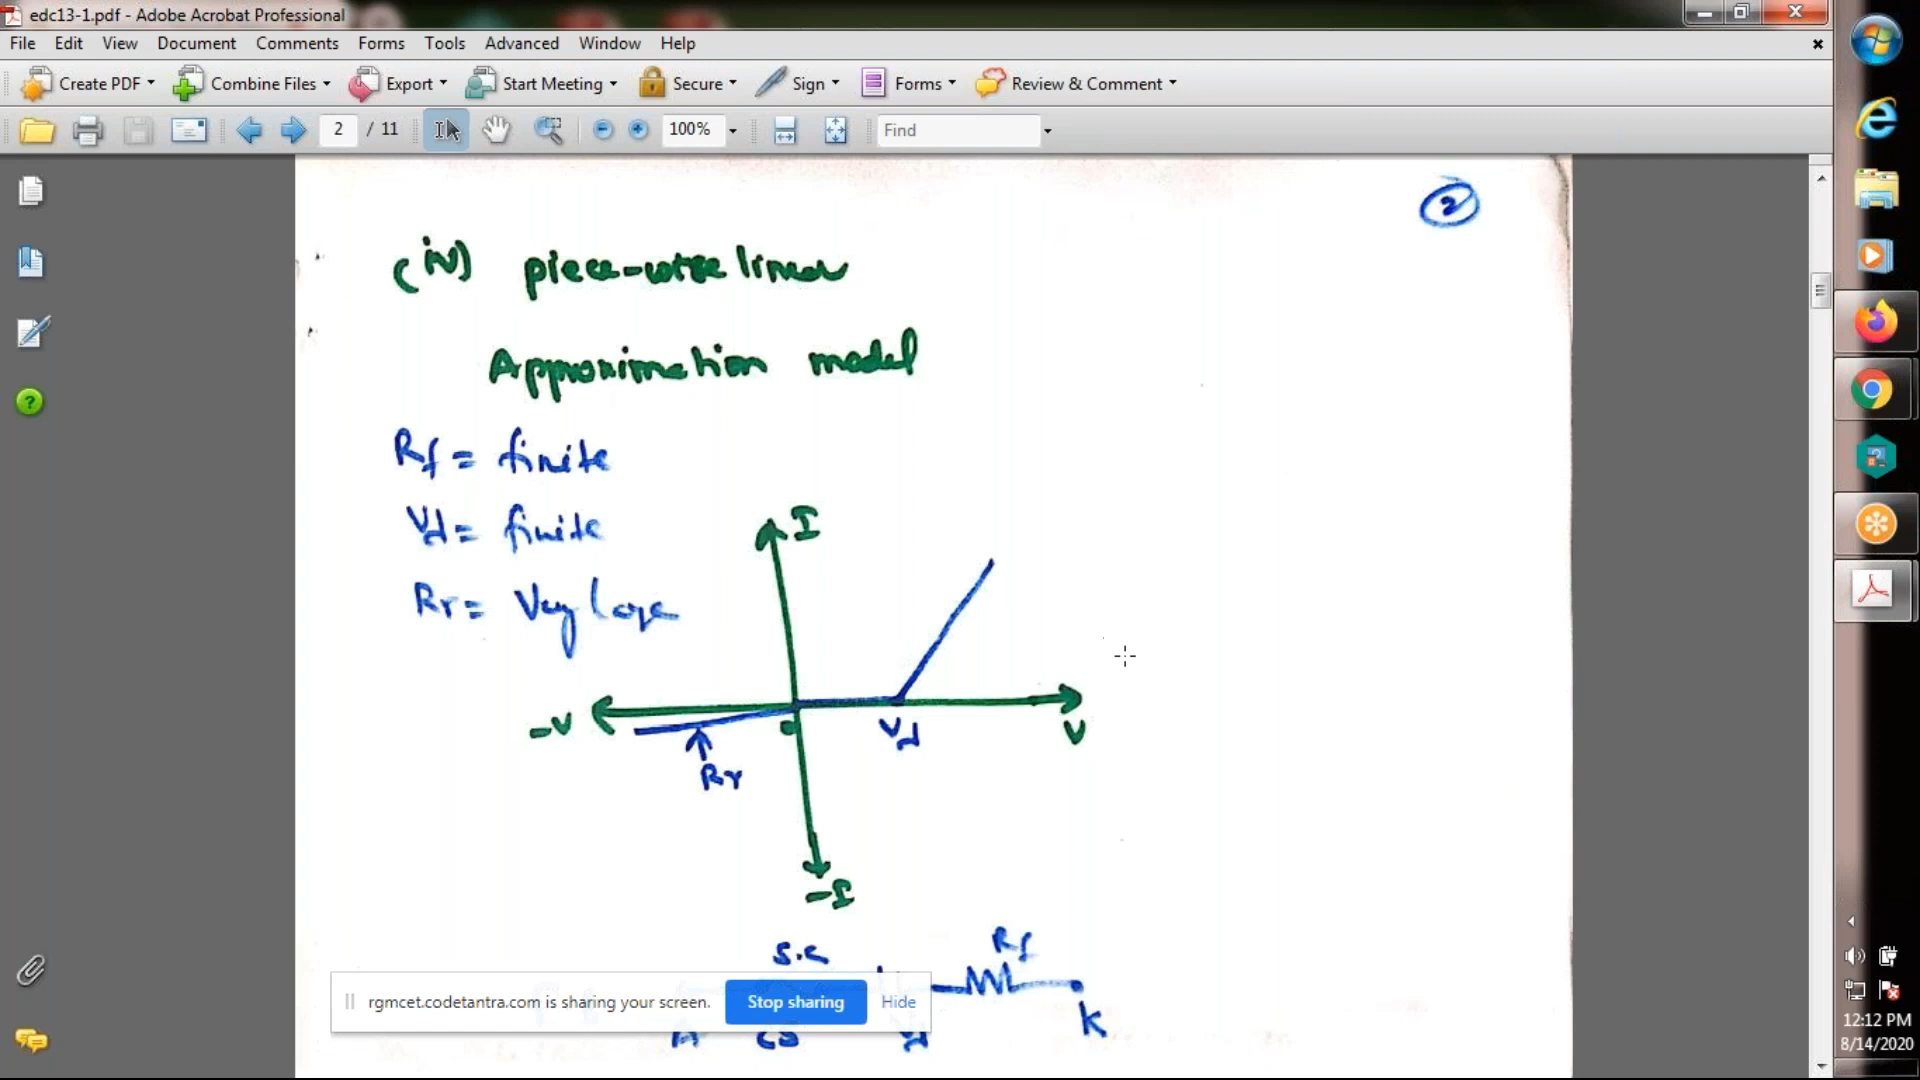 edc13-1.pdf - Adobe Acrobat Professional
File Edit View Document Comments Forms Tools Advanced Window Help
Create PDF Combine Files Export Start Meeting Secure Sign Forms Review & Comment
2 / 11 100% Find
2
(iv) piece-wise linear
Approximation model
Rf = finite
Vd = finite
Rr = Very large
I
-V
0
Vd
V
Rr
-I
S.C
Rf
rgmcet.codetantra.com is sharing your screen. Stop sharing Hide
K
12:12 PM
8/14/2020